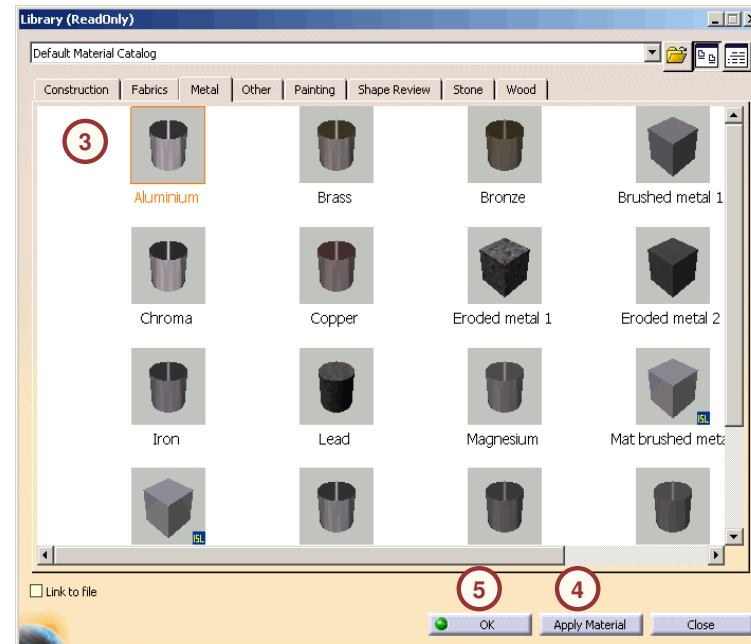 Library (ReadOnly)
Default Material Catalog
Construction Fabrics Metal Other Painting Shape Review Stone Wood
3
Aluminium Brass Bronze Brushed metal 1
Chroma Copper Eroded metal 1 Eroded metal 2
Iron Lead Magnesium Mat brushed meta
ISL
ISL
Link to file
5 4
OK Apply Material Close